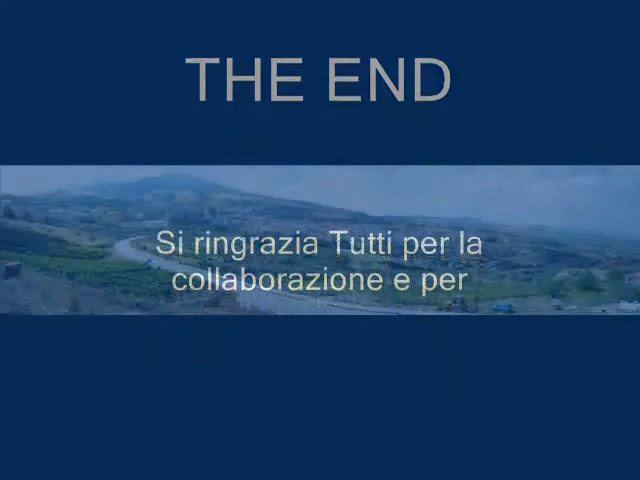 THE END
Si ringrazia Tutti per la
collaborazione e per